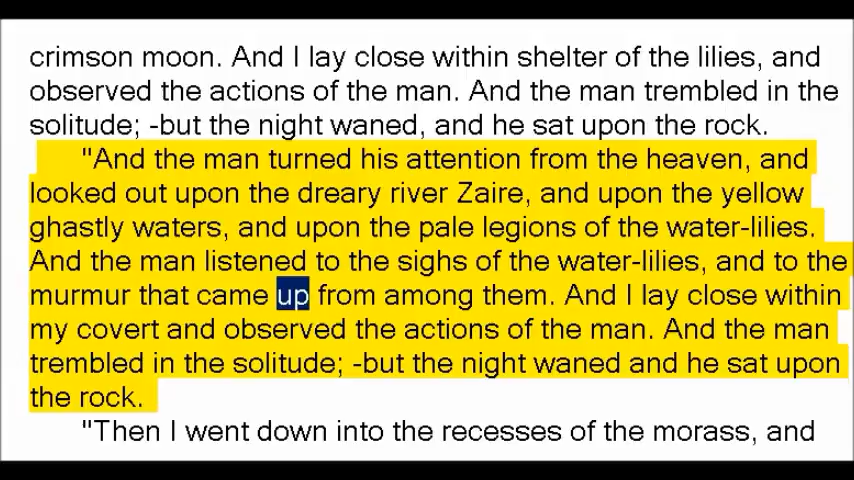 crimson moon. And I lay close within shelter of the lilies, and
observed the actions of the man. And the man trembled in the
solitude; -but the night waned, and he sat upon the rock.
"And the man turned his attention from the heaven, and
looked out upon the dreary river Zaire, and upon the yellow
ghastly waters, and upon the pale legions of the water-lilies.
And the man listened to the sighs of the water-lilies, and to the
murmur that came up from among them. And I lay close within
my covert and observed the actions of the man. And the man
trembled in the solitude; -but the night waned and he sat upon
the rock.
"Then I went down into the recesses of the morass, and